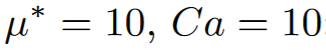 μ* = 10, Ca = 10